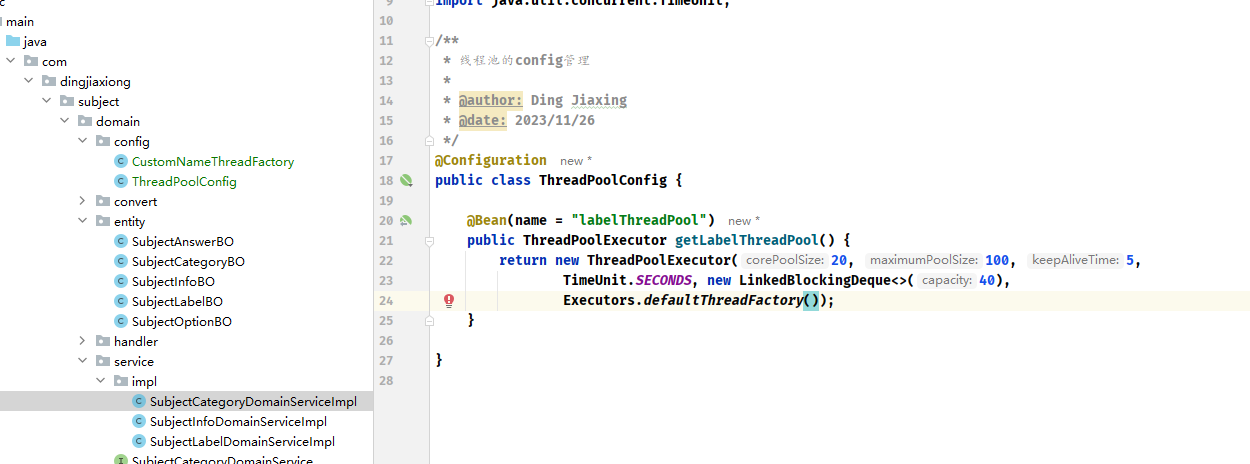 main
java
com
dingjiaxiong
subject
domain
config
CustomNameThreadFactory
ThreadPoolConfig
convert
entity
SubjectAnswerBO
SubjectCategoryBO
SubjectInfoBO
SubjectLabelBO
SubjectOptionBO
handler
service
impl
SubjectCategoryDomainServiceImpl
SubjectInfoDomainServiceImpl
SubjectLabelDomainServiceImpl
SubjectCategoryDomainService
9 import java.util.concurrent.TimeUnit;
10
11 /**
12 * 线程池的config管理
13 *
14 * @author: Ding Jiaxing
15 * @date: 2023/11/26
16 */
17 @Configuration new *
18 public class ThreadPoolConfig {
19
20 @Bean(name = "labelThreadPool") new *
21 public ThreadPoolExecutor getLabelThreadPool() {
22 return new ThreadPoolExecutor( corePoolSize: 20, maximumPoolSize: 100, keepAliveTime: 5,
23 TimeUnit.SECONDS, new LinkedBlockingDeque<>( capacity: 40),
24 Executors.defaultThreadFactory());
25 }
26
27 }
28